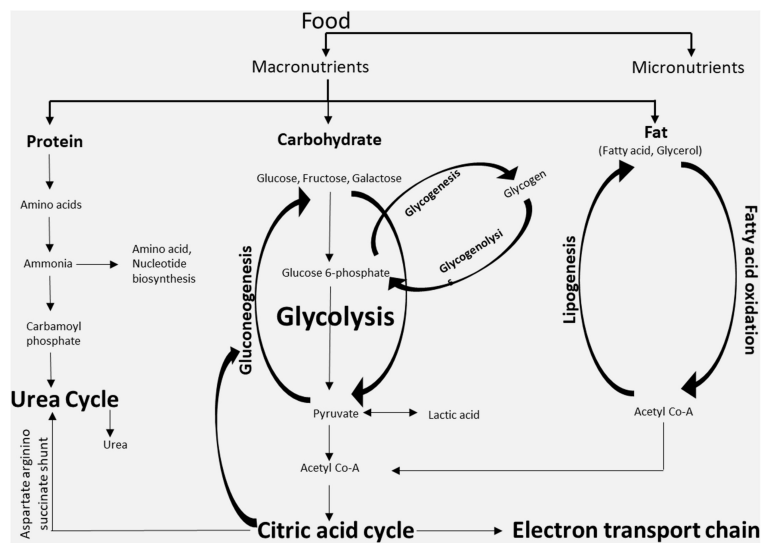 Food
Macronutrients
Micronutrients
Protein
Carbohydrate
Fat
(Fatty acid, Glycerol)
Amino acids
Ammonia
Amino acid,
Nucleotide
biosynthesis
Carbamoyl
phosphate
Urea Cycle
Urea
Aspartate arginino
succinate shunt
Glucose, Fructose, Galactose
Glycogenesis
Glycogen
Glycogenolysi
s
Glucose 6-phosphate
Gluconeogenesis
Glycolysis
Pyruvate
Lactic acid
Acetyl Co-A
Citric acid cycle
Electron transport chain
Lipogenesis
Fatty acid oxidation
Acetyl Co-A